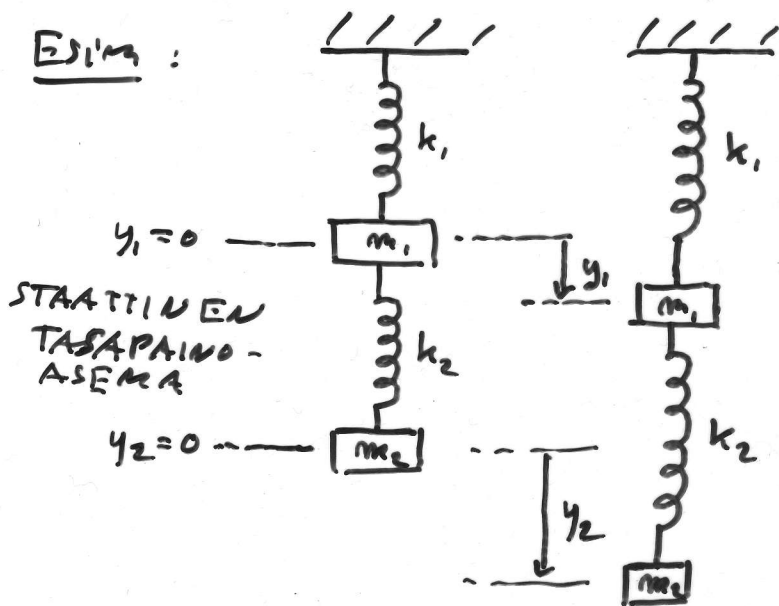 ESIM :
k₁
k₁
y₁=0
m₁
y₁
m₁
STAATTINEN
TASAPAINO-
ASEMA
k₂
k₂
y₂=0
m₂
y₂
m₂